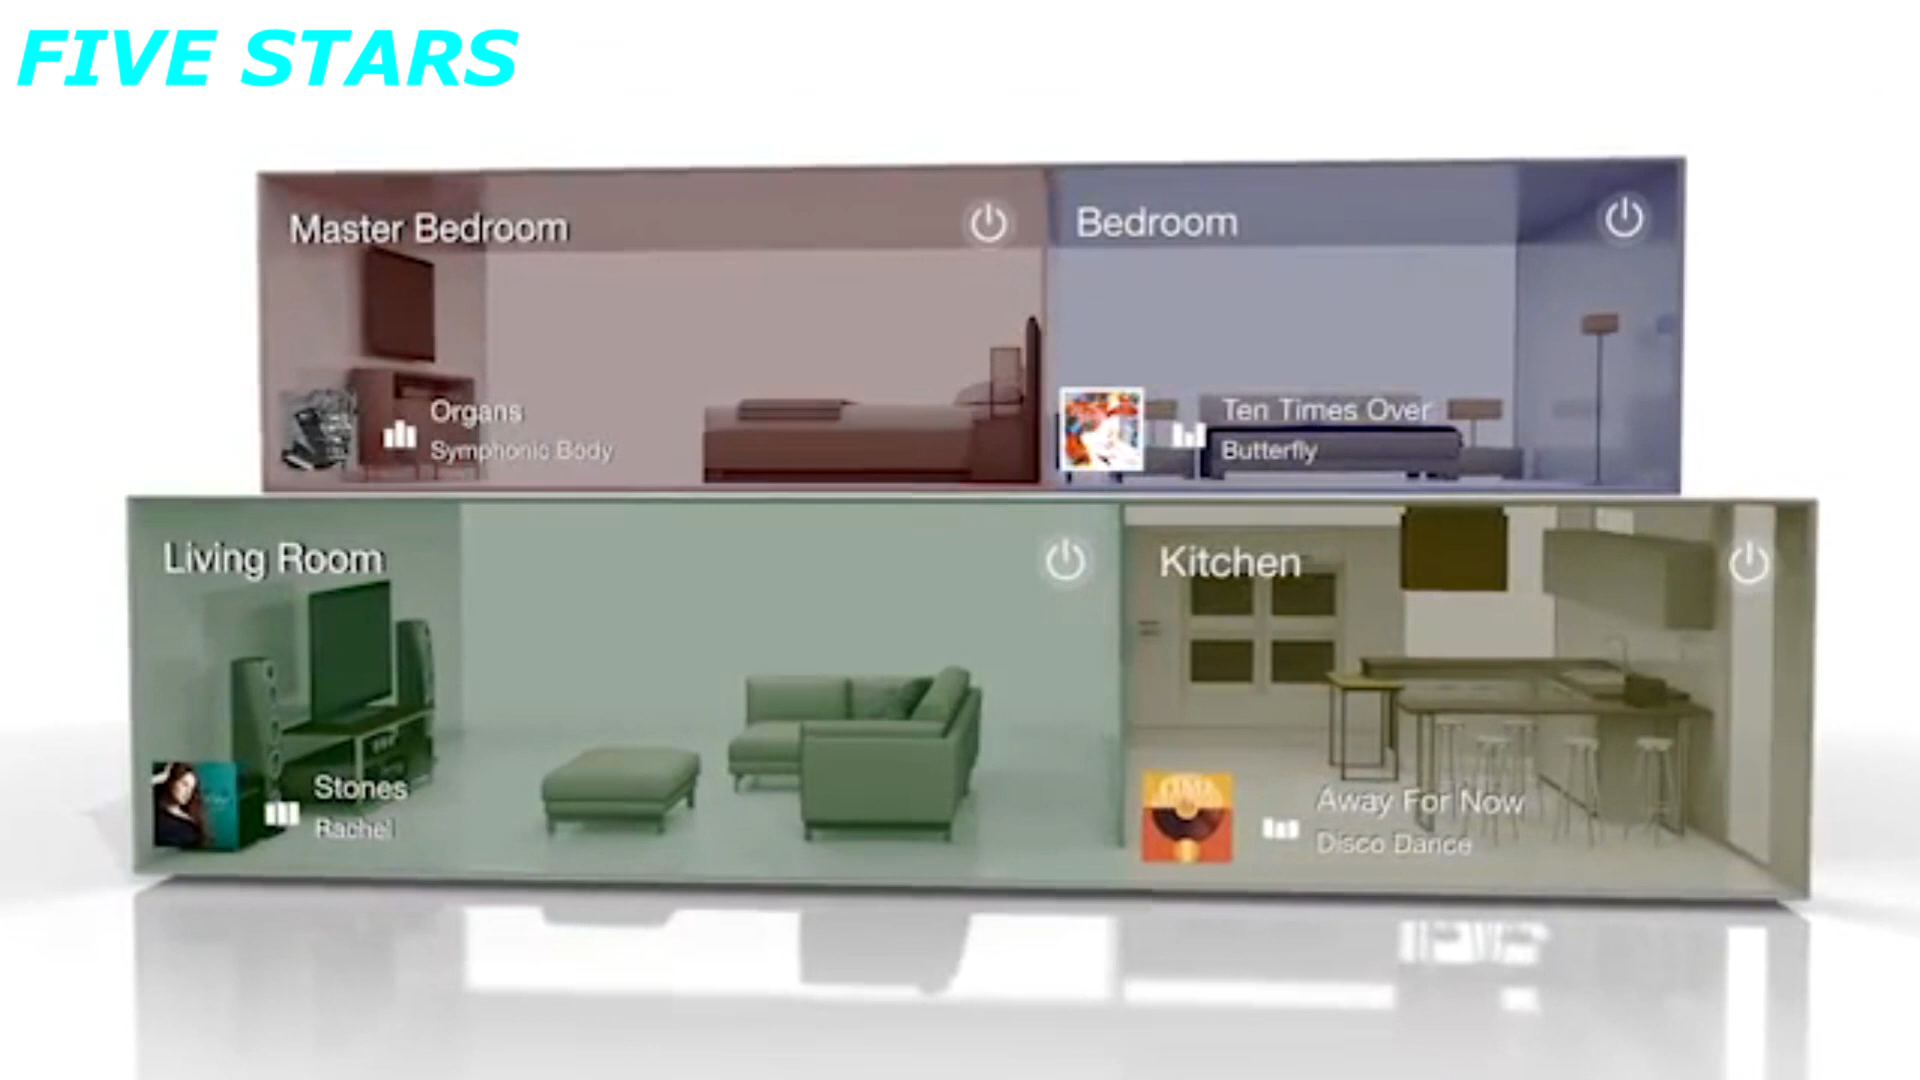 FIVE STARS
Master Bedroom
Bedroom
Organs
Symphonic Body
Ten Times Over
Butterfly
Living Room
Kitchen
Stones
Rachel
Away For Now
Disco Dance